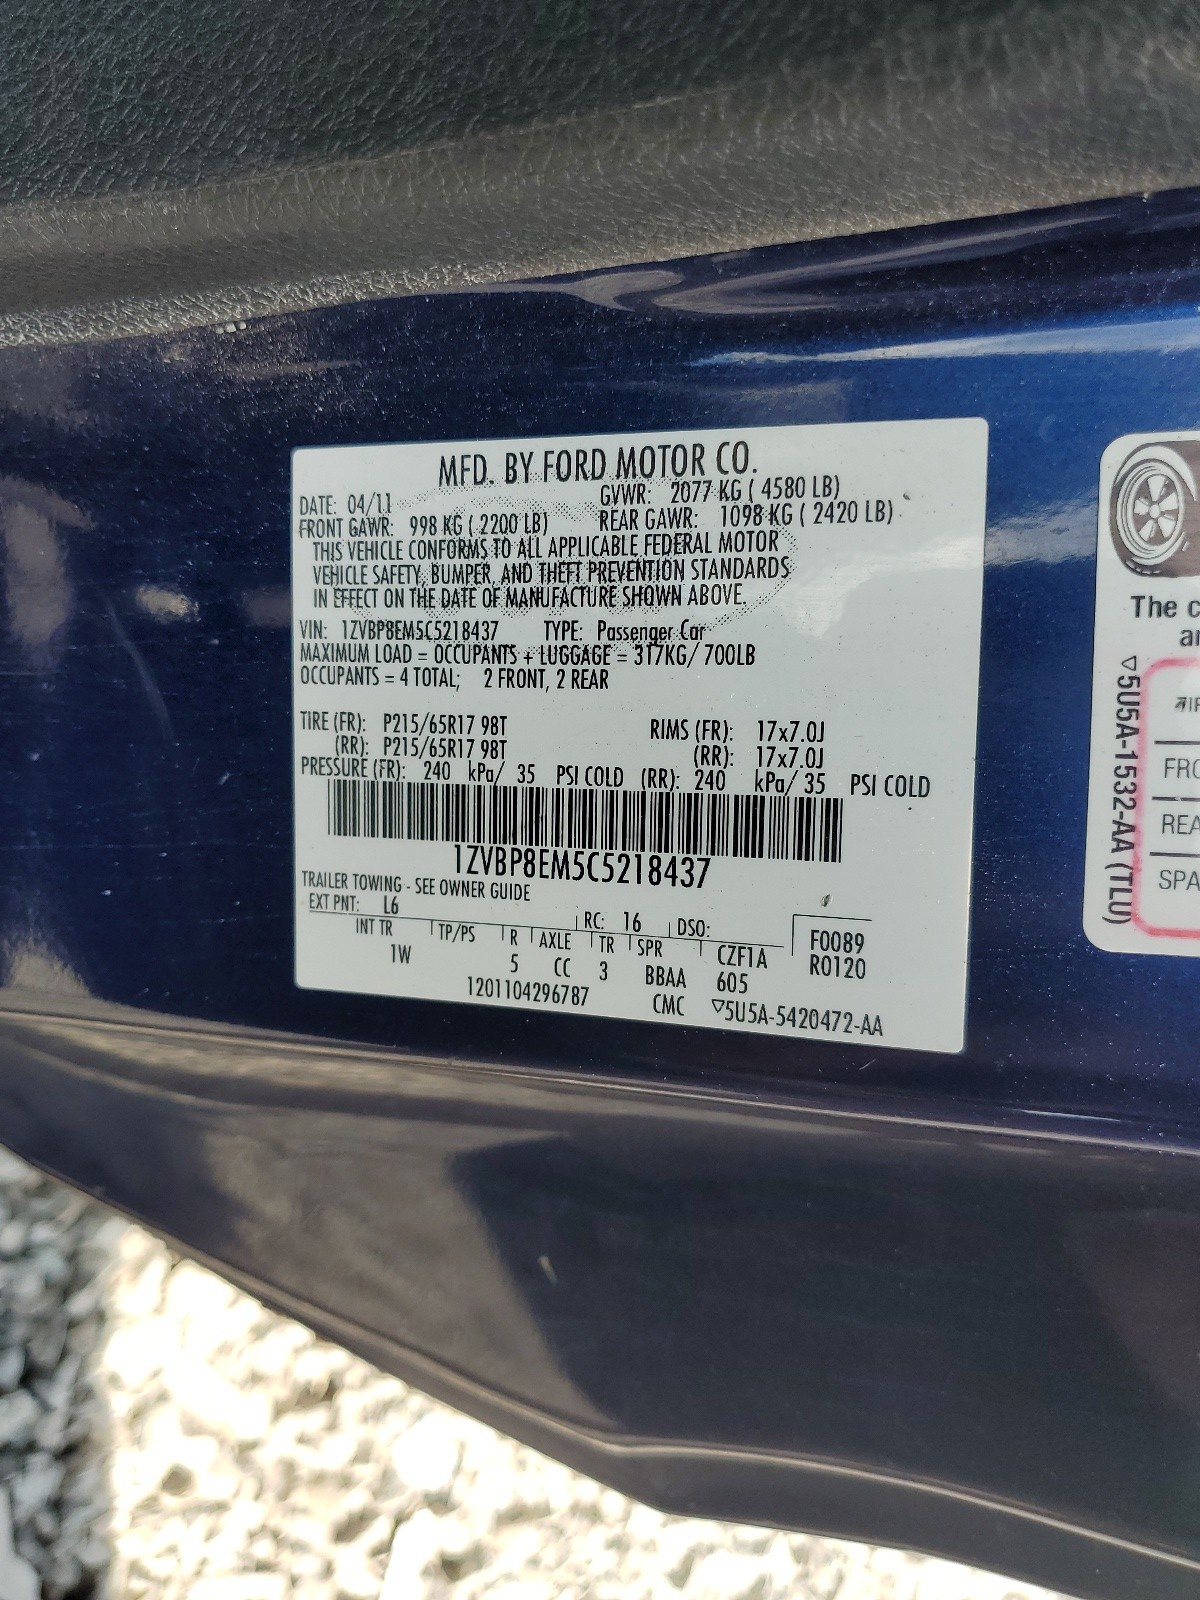 MFD. BY FORD MOTOR CO.
DATE: 04/11 GVWR: 2077 KG ( 4580 LB)
FRONT GAWR: 998 KG ( 2200 LB) REAR GAWR: 1098 KG ( 2420 LB)
THIS VEHICLE CONFORMS TO ALL APPLICABLE FEDERAL MOTOR
VEHICLE SAFETY, BUMPER, AND THEFT PREVENTION STANDARDS
IN EFFECT ON THE DATE OF MANUFACTURE SHOWN ABOVE.
VIN: 1ZVBP8EM5C5218437 TYPE: Passenger Car
MAXIMUM LOAD = OCCUPANTS + LUGGAGE = 317KG/ 700LB
OCCUPANTS = 4 TOTAL; 2 FRONT, 2 REAR
TIRE (FR): P215/65R17 98T RIMS (FR): 17x7.0J
(RR): P215/65R17 98T (RR): 17x7.0J
PRESSURE (FR): 240 kPa/ 35 PSI COLD (RR): 240 kPa/ 35 PSI COLD
1ZVBP8EM5C5218437
TRAILER TOWING - SEE OWNER GUIDE
EXT PNT: L6 RC: 16 DSO:
INT TR TP/PS R AXLE TR SPR CZF1A F0089
1W 5 CC 3 BBAA 605 R0120
1201104296787 CMC ▽5U5A-5420472-AA
The c
an
▽5U5A-1532-AA (TLU)
FRO
REA
SPA